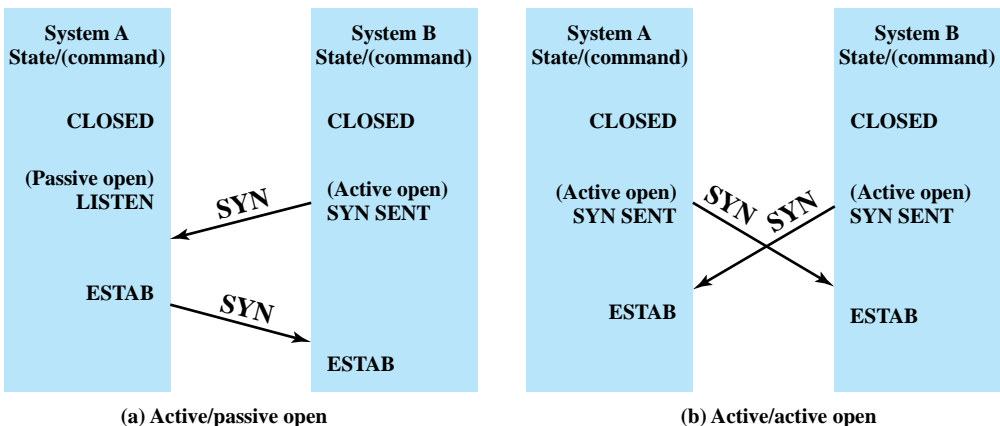 System A
State/(command)
System B
State/(command)
CLOSED
CLOSED
(Passive open)
LISTEN
SYN
(Active open)
SYN SENT
ESTAB
SYN
ESTAB
(a) Active/passive open
System A
State/(command)
System B
State/(command)
CLOSED
CLOSED
(Active open)
SYN SENT
SYN
SYN
(Active open)
SYN SENT
ESTAB
ESTAB
(b) Active/active open